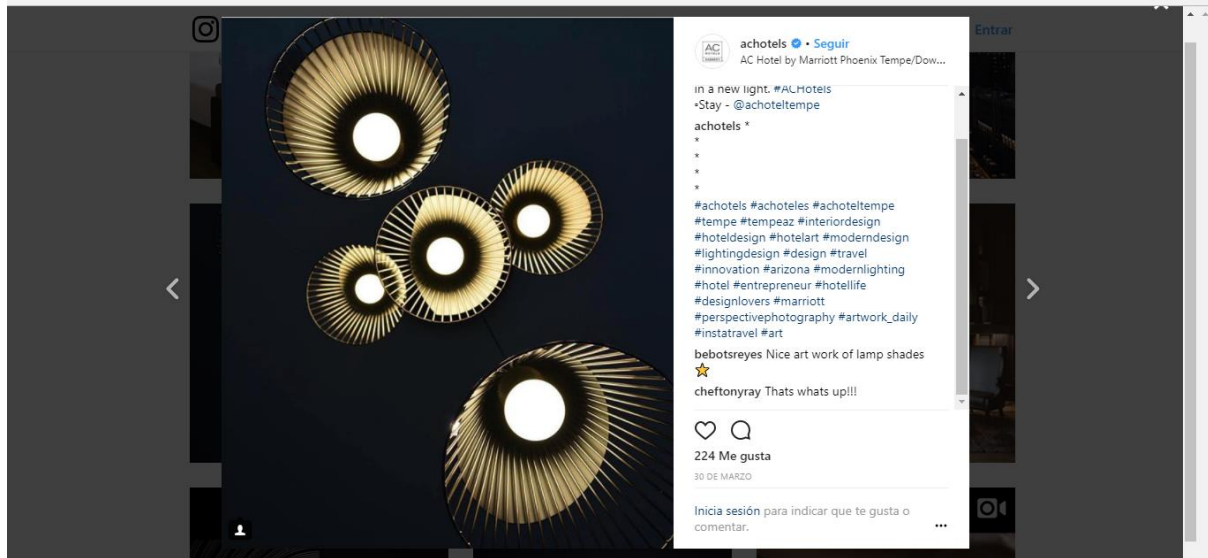 Entrar
AC
achotels • Seguir
AC Hotel by Marriott Phoenix Tempe/Dow...
in a new light. #ACHotels
•Stay - @achoteltempe
achotels *
*
*
*
*
#achotels #achoteles #achoteltempe
#tempe #tempeaz #interiordesign
#hoteldesign #hotelart #moderndesign
#lightingdesign #design #travel
#innovation #arizona #modernlighting
#hotel #entrepreneur #hotellife
#designlovers #marriott
#perspectivephotography #artwork_daily
#instatravel #art
bebotsreyes Nice art work of lamp shades
⭐
cheftonyray Thats whats up!!!
224 Me gusta
30 DE MARZO
Inicia sesión para indicar que te gusta o
comentar.